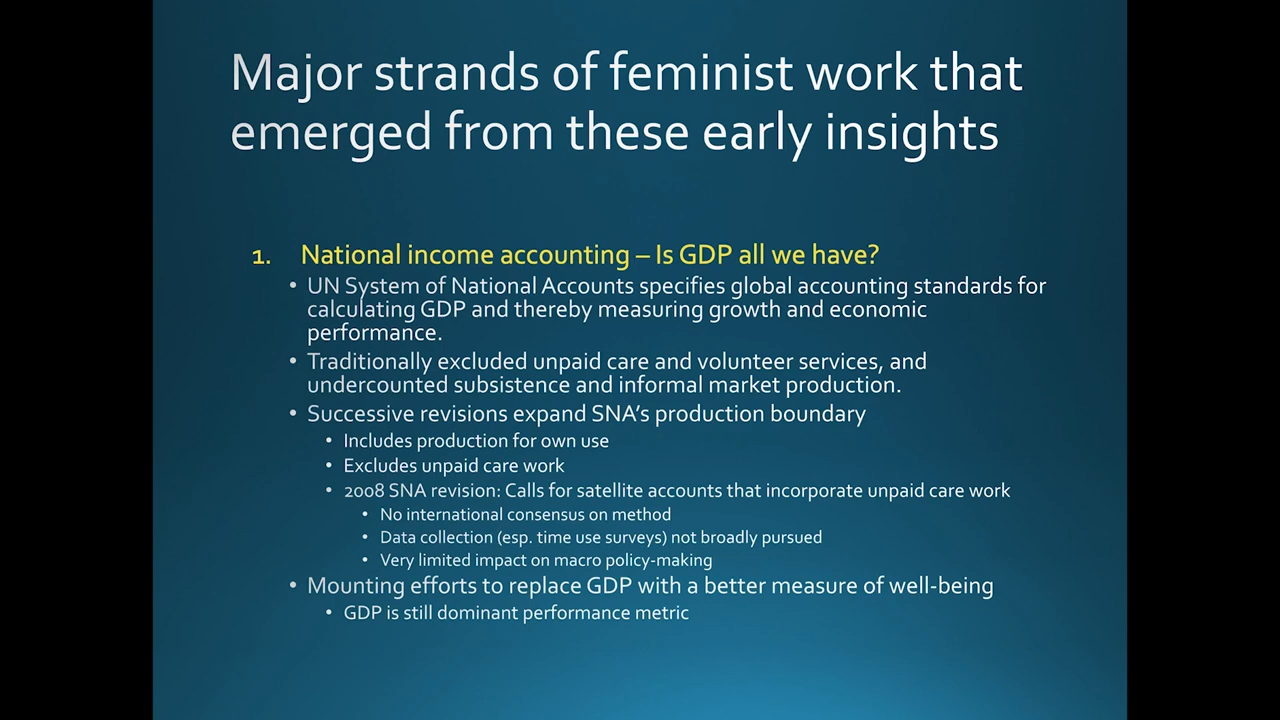 Major strands of feminist work that
emerged from these early insights
1. National income accounting – Is GDP all we have?
• UN System of National Accounts specifies global accounting standards for
calculating GDP and thereby measuring growth and economic
performance.
• Traditionally excluded unpaid care and volunteer services, and
undercounted subsistence and informal market production.
• Successive revisions expand SNA’s production boundary
• Includes production for own use
• Excludes unpaid care work
• 2008 SNA revision: Calls for satellite accounts that incorporate unpaid care work
• No international consensus on method
• Data collection (esp. time use surveys) not broadly pursued
• Very limited impact on macro policy-making
• Mounting efforts to replace GDP with a better measure of well-being
• GDP is still dominant performance metric